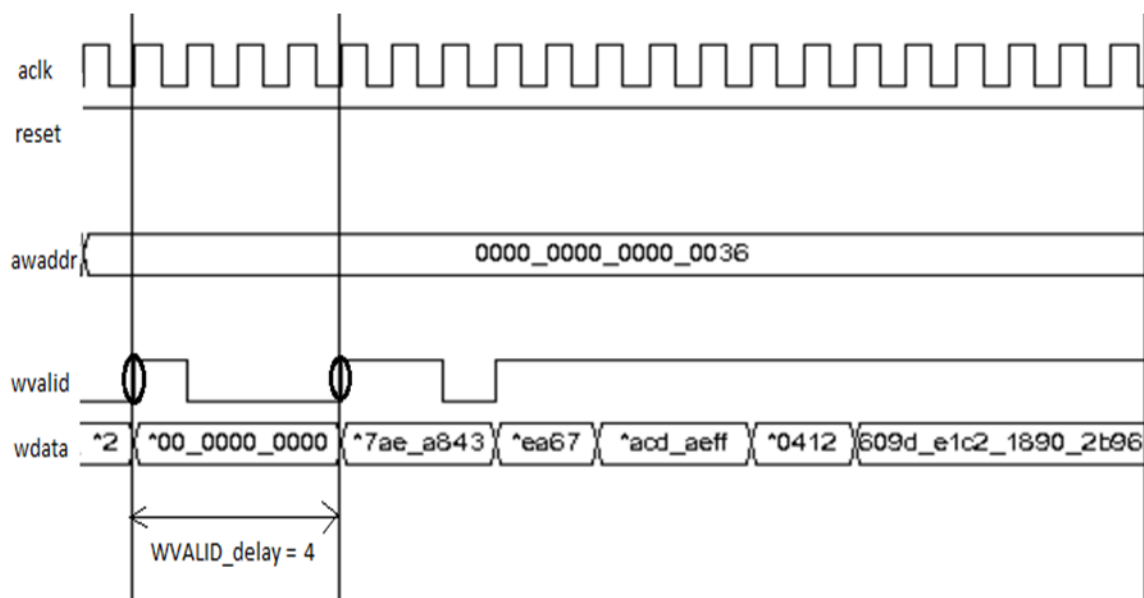 aclk
reset
awaddr 0000_0000_0000_0036
wvalid
wdata ^2 ^00_0000_0000 ^7ae_a843 ^ea67 ^acd_aeff ^0412 609d_e1c2_1890_2b96
WVALID_delay = 4